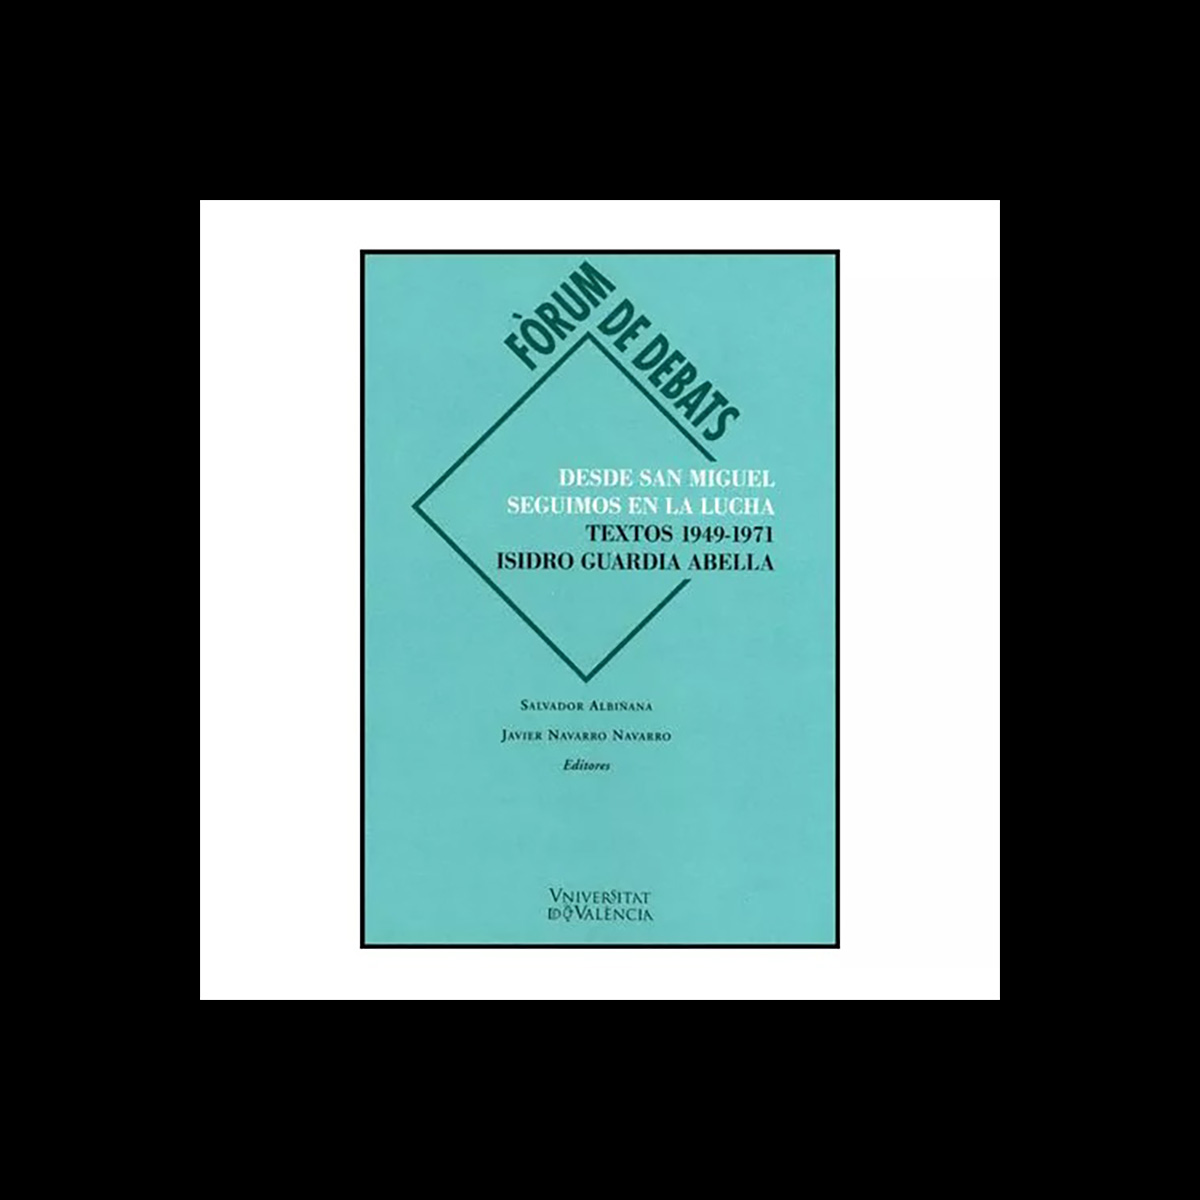 FÒRUM
DE DEBATS
DESDE SAN MIGUEL
SEGUIMOS EN LA LUCHA
TEXTOS 1949-1971
ISIDRO GUARDIA ABELLA
SALVADOR ALBIÑANA
JAVIER NAVARRO NAVARRO
Editores
VNIVERSITAT
ID VALÈNCIA